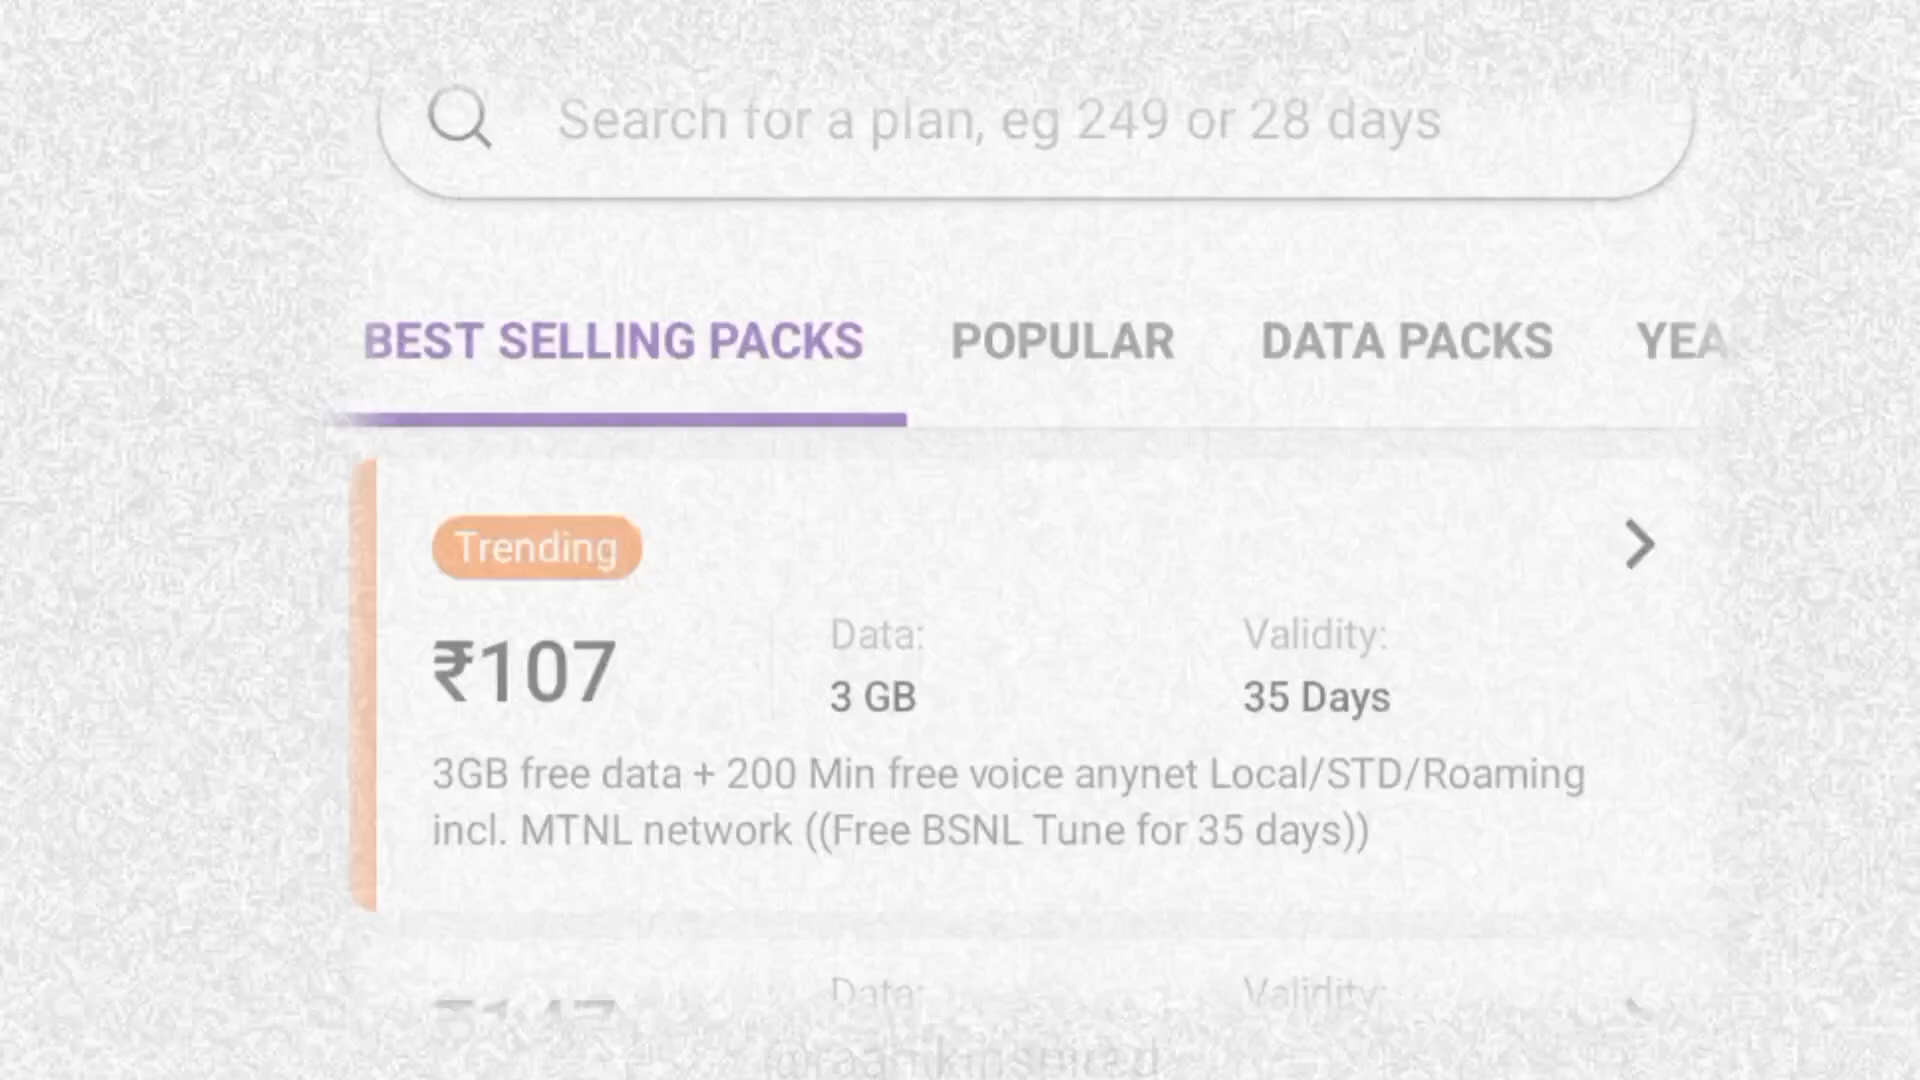 Search for a plan, eg 249 or 28 days
BEST SELLING PACKS POPULAR DATA PACKS YEA
Trending
₹107
Data:
3 GB
Validity:
35 Days
3GB free data + 200 Min free voice anynet Local/STD/Roaming
incl. MTNL network ((Free BSNL Tune for 35 days))
Data:
Validity: